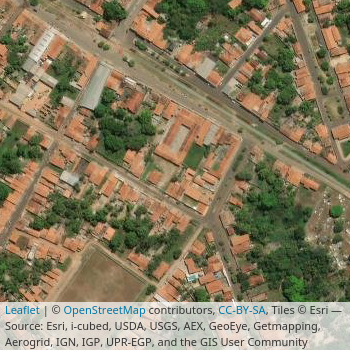 Leaflet | © OpenStreetMap contributors, CC-BY-SA, Tiles © Esri —
Source: Esri, i-cubed, USDA, USGS, AEX, GeoEye, Getmapping,
Aerogrid, IGN, IGP, UPR-EGP, and the GIS User Community